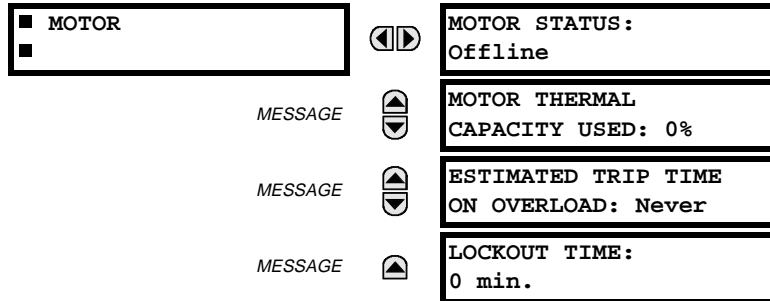 MOTOR
MOTOR STATUS:
Offline
MESSAGE
MOTOR THERMAL
CAPACITY USED: 0%
MESSAGE
ESTIMATED TRIP TIME
ON OVERLOAD: Never
MESSAGE
LOCKOUT TIME:
0 min.